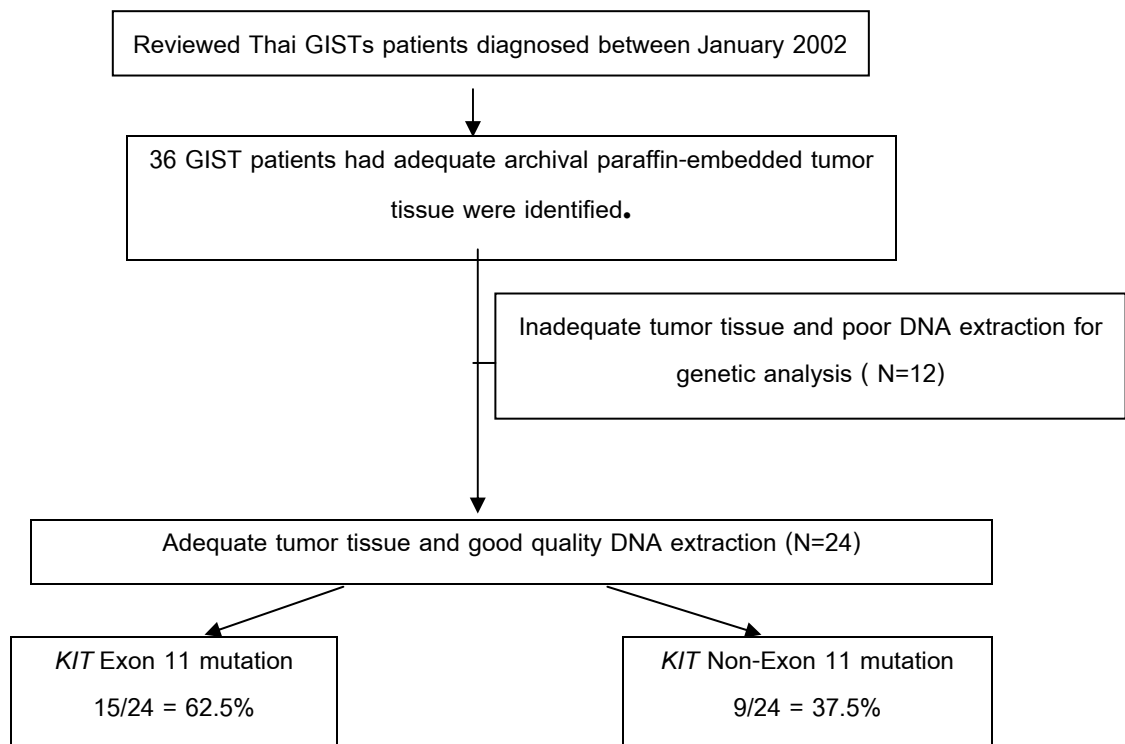 Reviewed Thai GISTs patients diagnosed between January 2002
36 GIST patients had adequate archival paraffin-embedded tumor
tissue were identified.
Inadequate tumor tissue and poor DNA extraction for
genetic analysis ( N=12)
Adequate tumor tissue and good quality DNA extraction (N=24)
KIT Exon 11 mutation
15/24 = 62.5%
KIT Non-Exon 11 mutation
9/24 = 37.5%